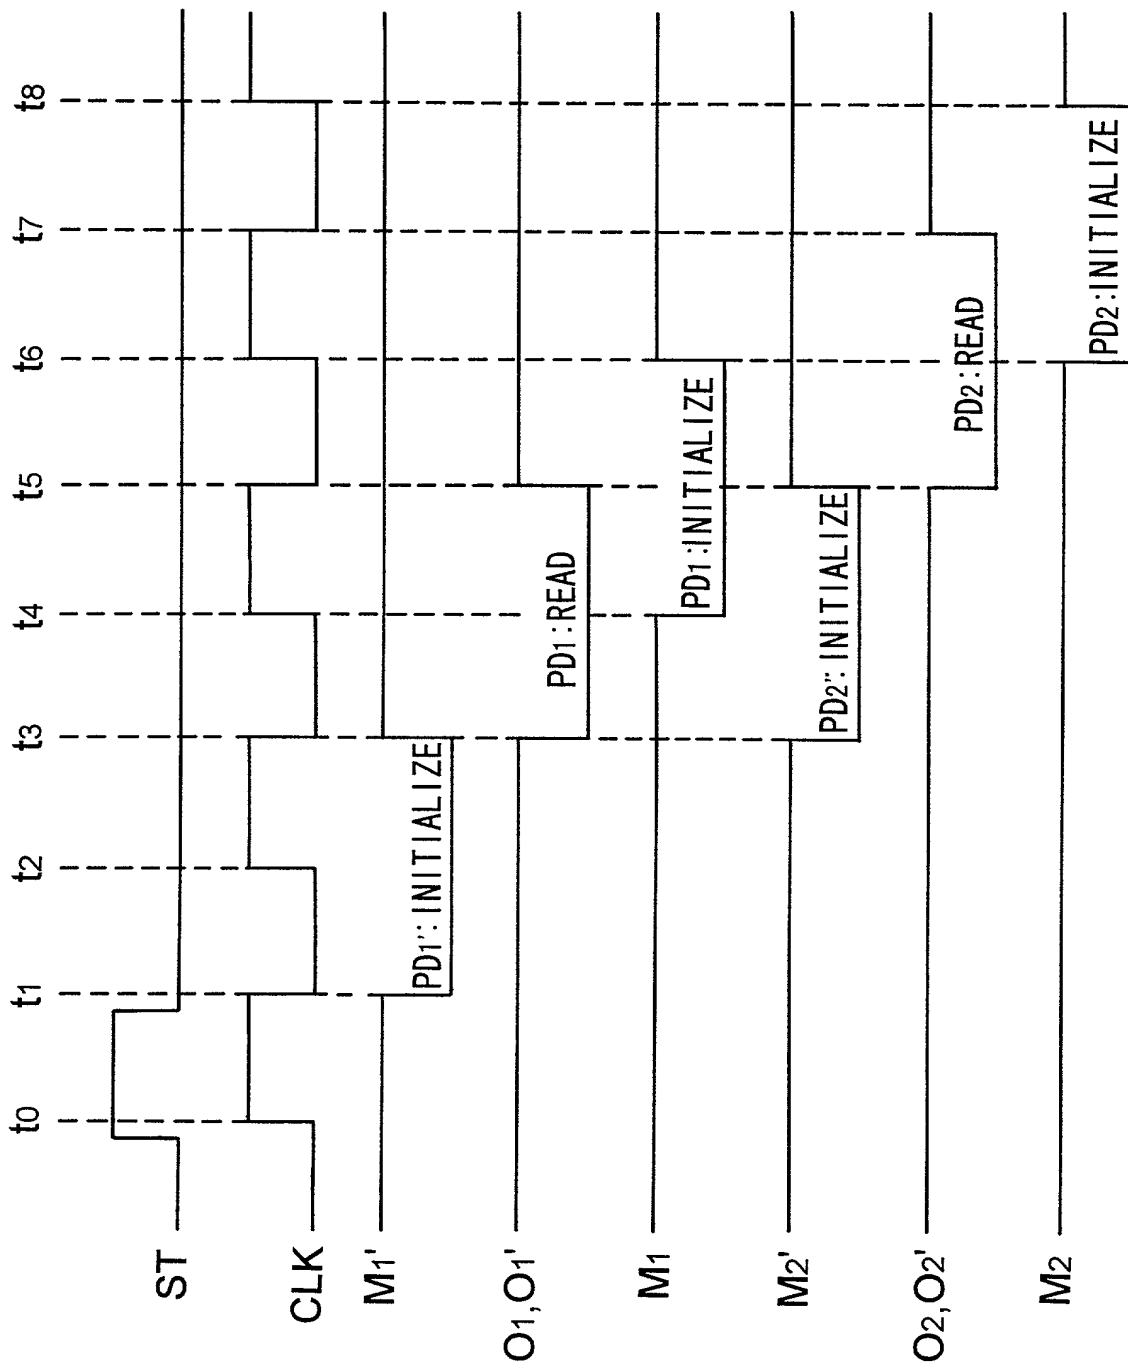 t0 t1 t2 t3 t4 t5 t6 t7 t8
ST
CLK
M1'
PD1': INITIALIZE
O1,O1'
PD1:READ
M1
PD1:INITIALIZE
M2'
PD2': INITIALIZE
O2,O2'
PD2:READ
M2
PD2:INITIALIZE